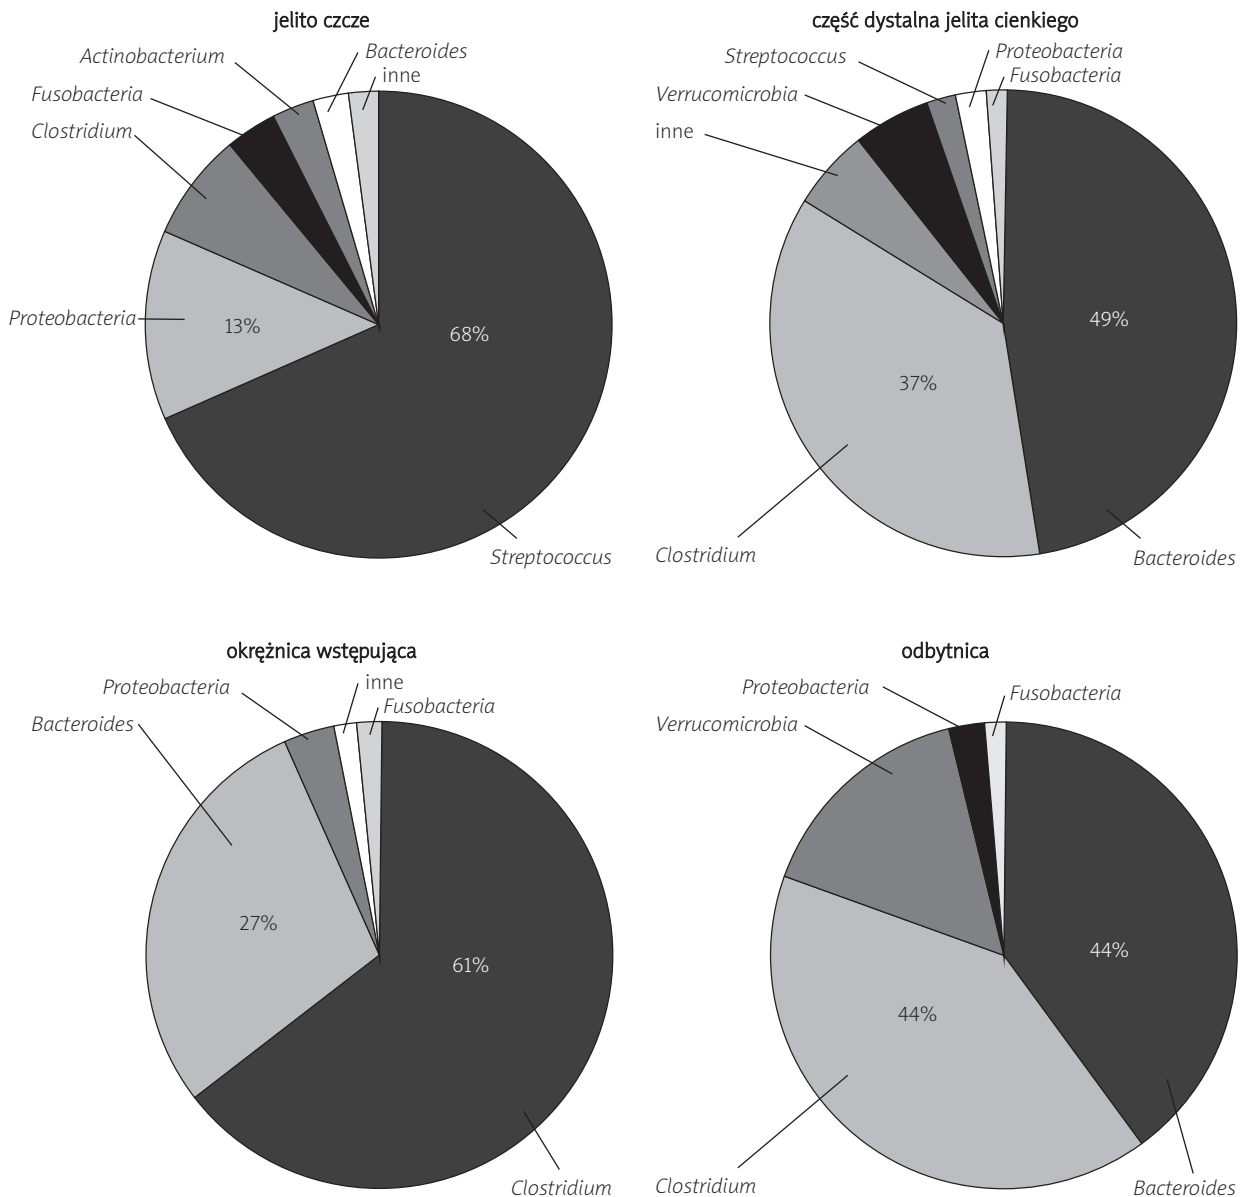 jelito czcze
Actinobacterium
Bacteroides
inne
Fusobacteria
Clostridium
Proteobacteria
13%
68%
Streptococcus
część dystalna jelita cienkiego
Streptococcus
Proteobacteria
Fusobacteria
Verrucomicrobia
inne
49%
37%
Clostridium
Bacteroides
okrężnica wstępująca
Proteobacteria
inne
Fusobacteria
Bacteroides
27%
61%
Clostridium
odbytnica
Proteobacteria
Fusobacteria
Verrucomicrobia
44%
44%
Clostridium
Bacteroides